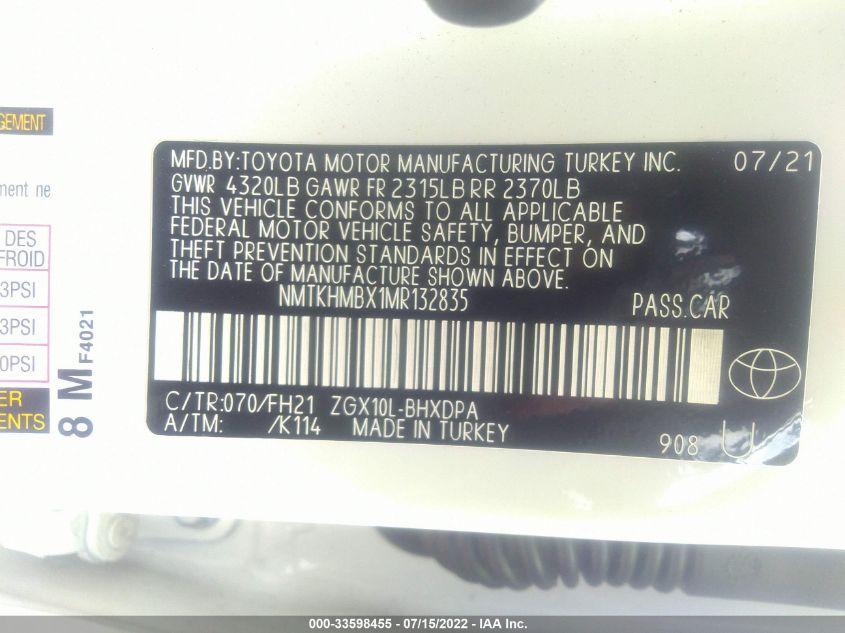 GEMENT
ment ne
DES
FROID
3PSI
3PSI
0PSI
ER
ENTS
8 M F4021
MFD.BY:TOYOTA MOTOR MANUFACTURING TURKEY INC. 07/21
GVWR 4320LB GAWR FR 2315LB RR 2370LB
THIS VEHICLE CONFORMS TO ALL APPLICABLE
FEDERAL MOTOR VEHICLE SAFETY, BUMPER, AND
THEFT PREVENTION STANDARDS IN EFFECT ON
THE DATE OF MANUFACTURE SHOWN ABOVE.
NMTKHMBX1MR132835 PASS.CAR
C/TR:070/FH21 ZGX10L-BHXDPA
A/TM: /K114 MADE IN TURKEY
908 U
000-33598455 - 07/15/2022 - IAA Inc.